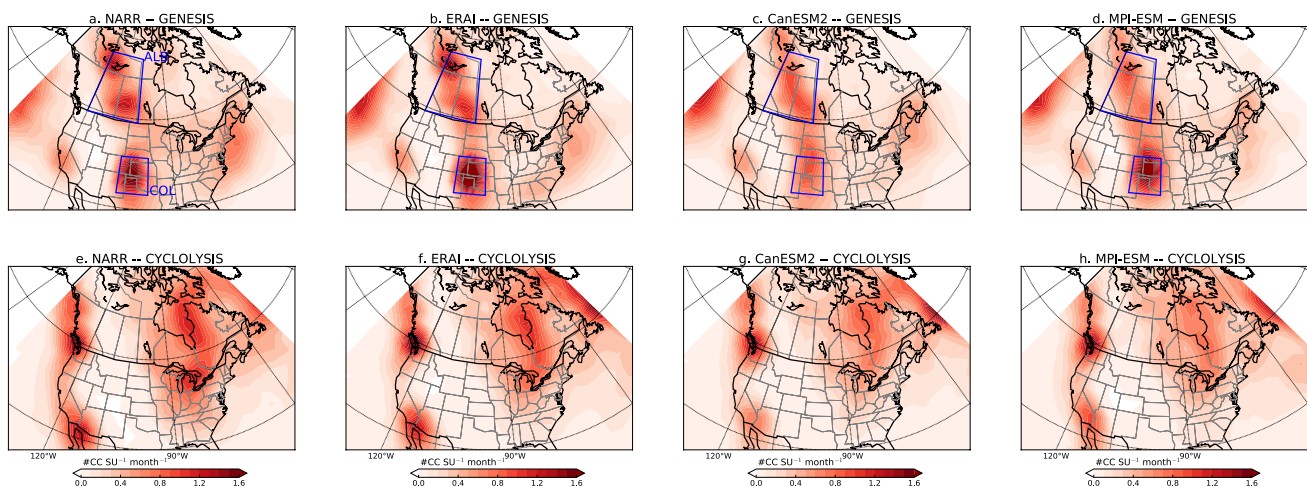 a. NARR − GENESIS
b. ERAI -- GENESIS
c. CanESM2 -- GENESIS
d. MPI-ESM − GENESIS
ALB
COL
e. NARR -- CYCLOLYSIS
f. ERAI -- CYCLOLYSIS
g. CanESM2 − CYCLOLYSIS
h. MPI-ESM -- CYCLOLYSIS
120°W 90°W
120°W 90°W
120°W 90°W
120°W 90°W
#CC SU⁻¹ month⁻¹
#CC SU⁻¹ month⁻¹
#CC SU⁻¹ month⁻¹
#CC SU⁻¹ month⁻¹
0.0 0.4 0.8 1.2 1.6
0.0 0.4 0.8 1.2 1.6
0.0 0.4 0.8 1.2 1.6
0.0 0.4 0.8 1.2 1.6